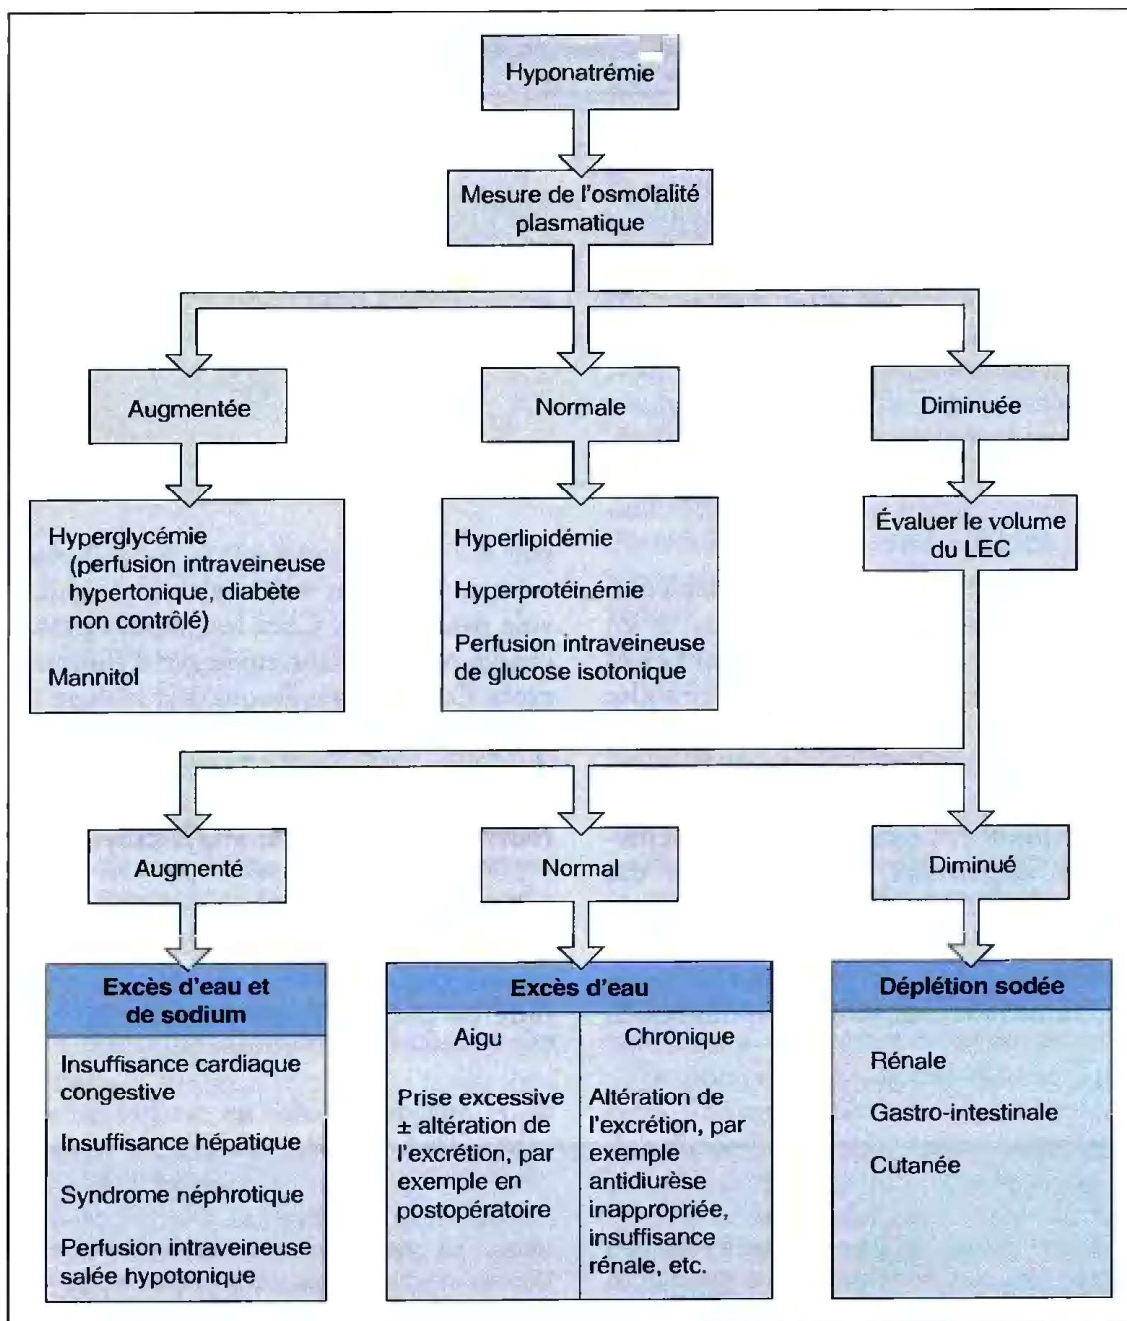 Hyponatrémie
Mesure de l'osmolalité
plasmatique
Augmentée
Normale
Diminuée
Hyperglycémie
(perfusion intraveineuse
hypertonique, diabète
non contrôlé)
Mannitol
Hyperlipidémie
Hyperprotéinémie
Perfusion intraveineuse
de glucose isotonique
Évaluer le volume
du LEC
Augmenté
Normal
Diminué
Excès d'eau et
de sodium
Insuffisance cardiaque
congestive
Insuffisance hépatique
Syndrome néphrotique
Perfusion intraveineuse
salée hypotonique
Excès d'eau
Aigu
Prise excessive
± altération de
l'excrétion, par
exemple en
postopératoire
Chronique
Altération de
l'excrétion, par
exemple
antidiurèse
inappropriée,
insuffisance
rénale, etc.
Déplétion sodée
Rénale
Gastro-intestinale
Cutanée